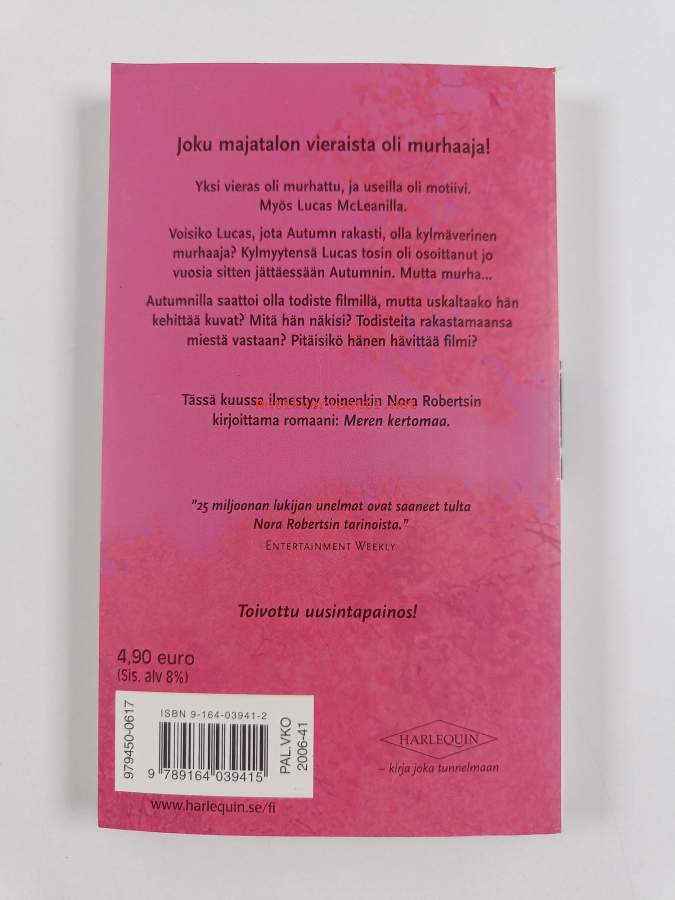 Joku majatalon vieraista oli murhaaja!
Yksi vieras oli murhattu, ja useilla oli motiivi.
Myös Lucas McLeanilla.
Voisiko Lucas, jota Autumn rakasti, olla kylmäverinen
murhaaja? Kylmyytensä Lucas tosin oli osoittanut jo
vuosia sitten jättäessään Autumnin. Mutta murha...
Autumnilla saattoi olla todiste filmillä, mutta uskaltaako hän
kehittää kuvat? Mitä hän näkisi? Todisteita rakastamaansa
miestä vastaan? Pitäisikö hänen hävittää filmi?
Tässä kuussa ilmestyy toinenkin Nora Robertsin
kirjoittama romaani: Meren kertomaa.
"25 miljoonan lukijan unelmat ovat saaneet tulta
Nora Robertsin tarinoista."
ENTERTAINMENT WEEKLY
Toivottu uusintapainos!
4,90 euro
(Sis. alv 8%)
979450-0617
ISBN 9-164-03941-2
9 789164 039415
PAL.VKO
2006-41
www.harlequin.se/fi
HARLEQUIN
– kirja joka tunnelmaan